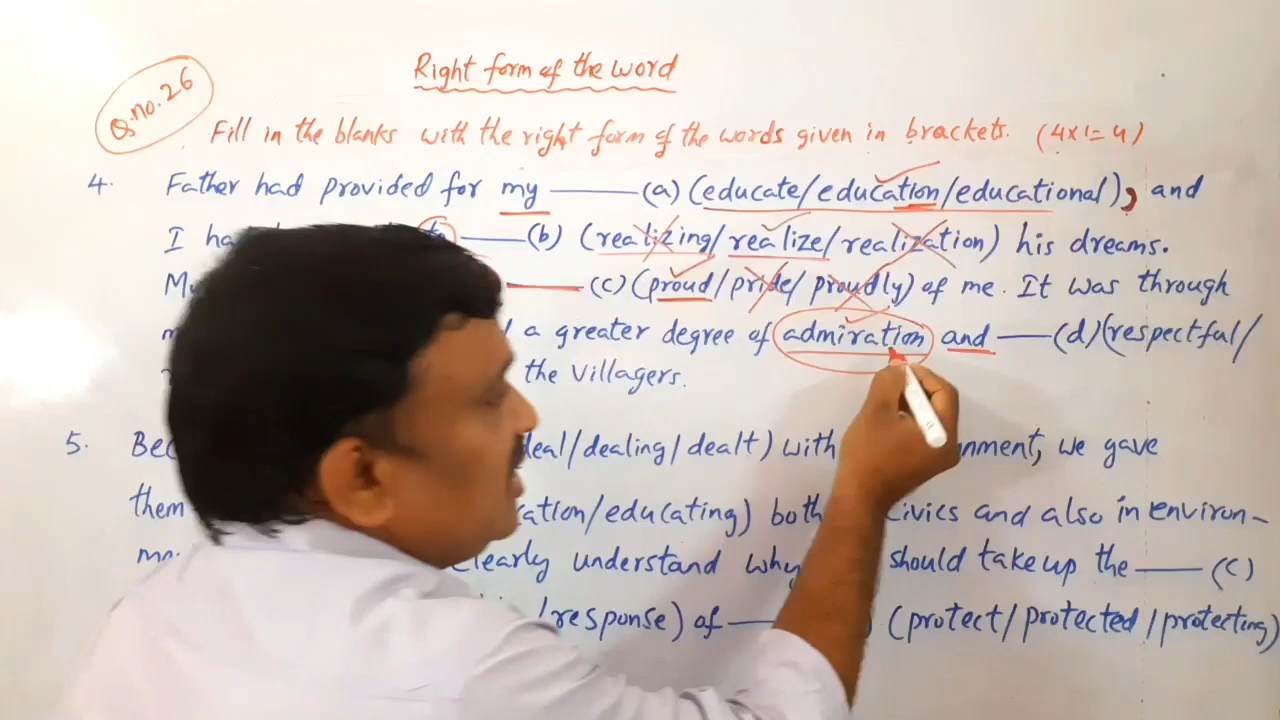 Right form of the word
Q.no.26
Fill in the blanks with the right form of the words given in brackets. (4x1=4)
4. Father had provided for my ——— (a) (educate/education/educational), and
I ha to ——— (b) (realizing/realize/realization) his dreams.
——— (c) (proud/pride/proudly) of me. It was through
a greater degree of admiration and —— (d) (respectful/
the villagers.
5. deal/dealing/dealt) with we gave
them /educating) both civics and also in environ-
clearly understand why should take up the —— (c)
/response) of —— (protect/protected/protecting)